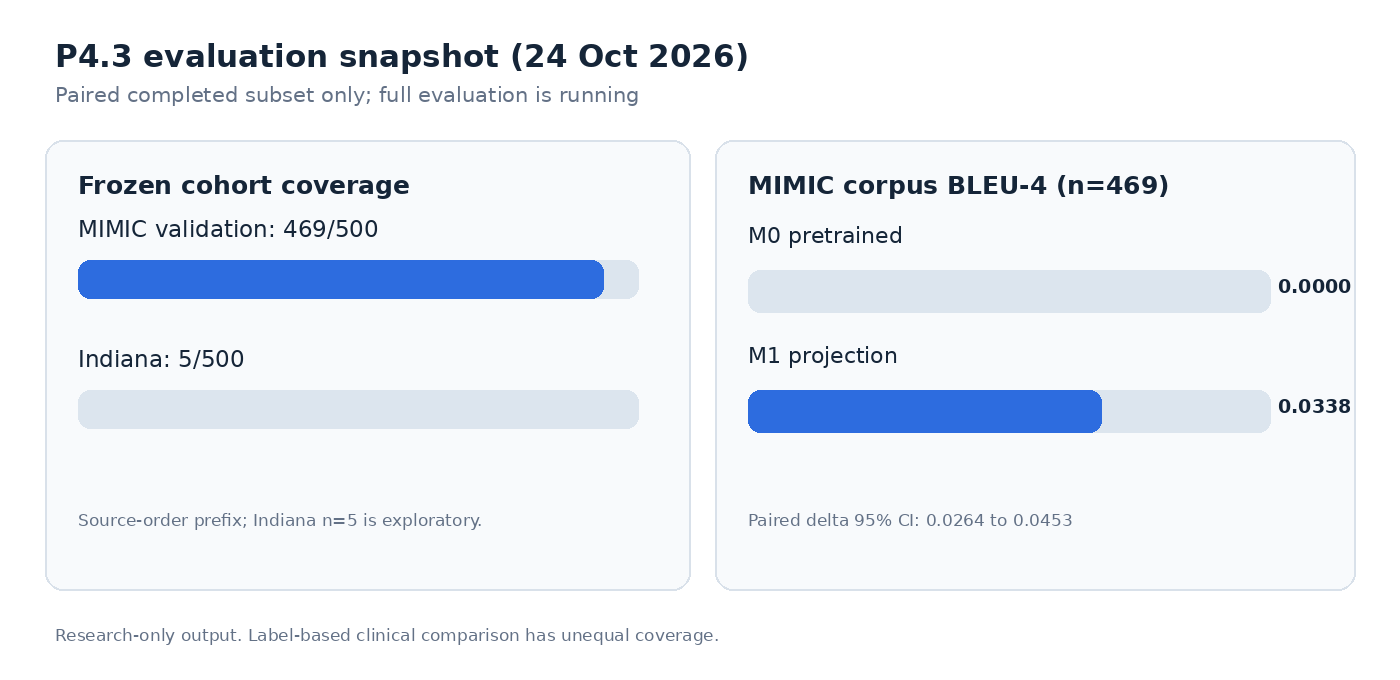 P4.3 evaluation snapshot (24 Oct 2026)
Paired completed subset only; full evaluation is running
Frozen cohort coverage
MIMIC validation: 469/500
Indiana: 5/500
Source-order prefix; Indiana n=5 is exploratory.
MIMIC corpus BLEU-4 (n=469)
M0 pretrained
0.0000
M1 projection
0.0338
Paired delta 95% CI: 0.0264 to 0.0453
Research-only output. Label-based clinical comparison has unequal coverage.